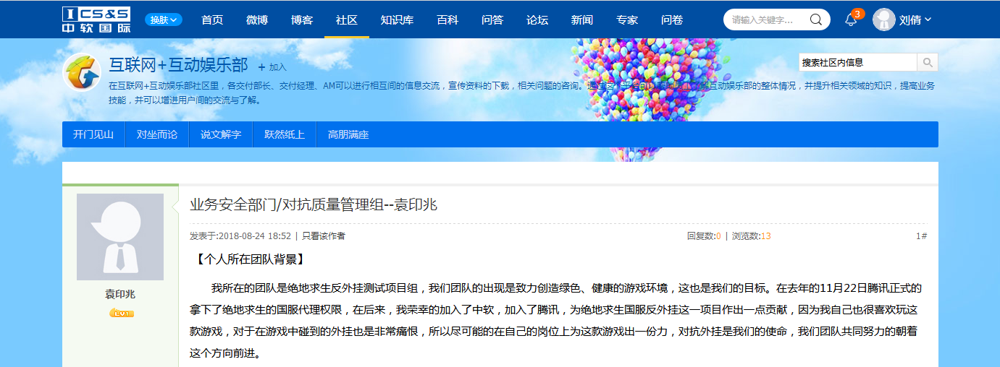 ICS&S
中软国际
换肤
首页 微博 博客 社区 知识库 百科 问答 论坛 新闻 专家 问卷
请输入关键字...
3
刘倩
互联网+互动娱乐部 + 加入
搜索社区内信息
在互联网+互动娱乐部社区里，各交付部长、交付经理、AM可以进行相互间的信息交流，宣传资料的下载，相关问题的咨询。通过这个平台可以帮助员工了解互动娱乐部的整体情况，并提升相关领域的知识，提高业务
技能，并可以增进用户间的交流与了解。
开门见山 对坐而论 说文解字 跃然纸上 高朋满座
业务安全部门/对抗质量管理组--袁印兆
发表于:2018-08-24 18:52 | 只看该作者 回复数:0 | 浏览数:13 1#
袁印兆
LV1
【个人所在团队背景】
我所在的团队是绝地求生反外挂测试项目组，我们团队的出现是致力创造绿色、健康的游戏环境，这也是我们的目标。在去年的11月22日腾讯正式的
拿下了绝地求生的国服代理权限，在后来，我荣幸的加入了中软，加入了腾讯，为绝地求生国服反外挂这一项目作出一点贡献，因为我自己也很喜欢玩这
款游戏，对于在游戏中碰到的外挂也是非常痛恨，所以尽可能的在自己的岗位上为这款游戏出一份力，对抗外挂是我们的使命，我们团队共同努力的朝着
这个方向前进。